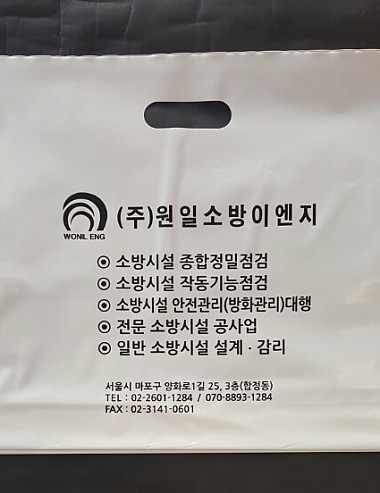 (주)원일소방이엔지
WONIL ENG
◉ 소방시설 종합정밀점검
◉ 소방시설 작동기능점검
◉ 소방시설 안전관리(방화관리)대행
◉ 전문 소방시설 공사업
◉ 일반 소방시설 설계 · 감리
서울시 마포구 양화로1길 25, 3층(합정동)
TEL : 02-2601-1284 / 070-8893-1284
FAX : 02-3141-0601